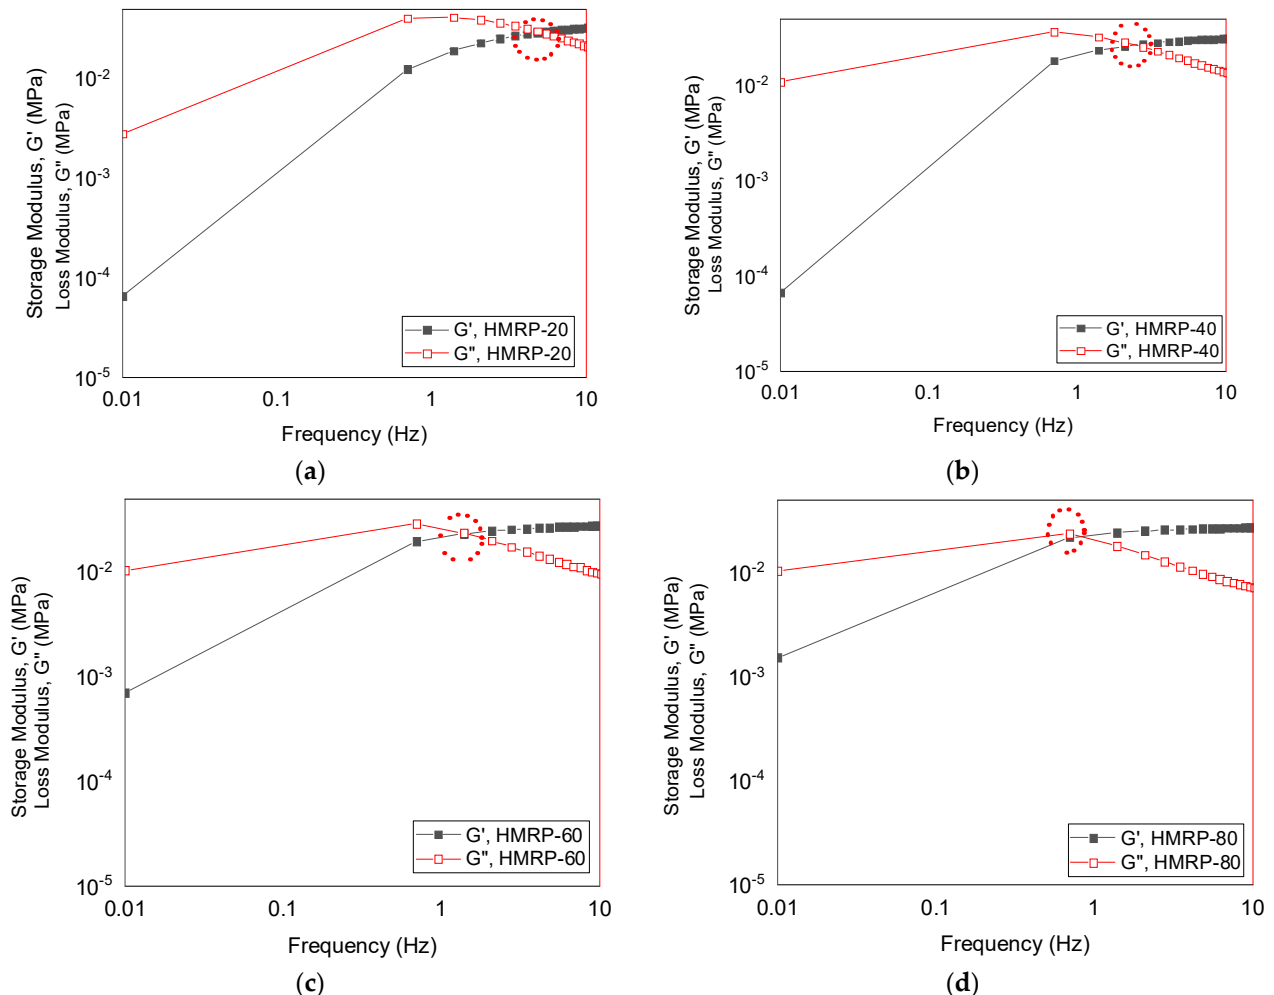 Storage Modulus, G' (MPa)
Loss Modulus, G" (MPa)
10-2
10-3
10-4
10-5
0.01
0.1
1
10
G', HMRP-20
G", HMRP-20
Frequency (Hz)
(a)
Storage Modulus, G' (MPa)
Loss Modulus, G" (MPa)
10-2
10-3
10-4
10-5
0.01
0.1
1
10
G', HMRP-40
G", HMRP-40
Frequency (Hz)
(b)
Storage Modulus, G' (MPa)
Loss Modulus, G" (MPa)
10-2
10-3
10-4
10-5
0.01
0.1
1
10
G', HMRP-60
G", HMRP-60
Frequency (Hz)
(c)
Storage Modulus, G' (MPa)
Loss Modulus, G" (MPa)
10-2
10-3
10-4
10-5
0.01
0.1
1
10
G', HMRP-80
G", HMRP-80
Frequency (Hz)
(d)